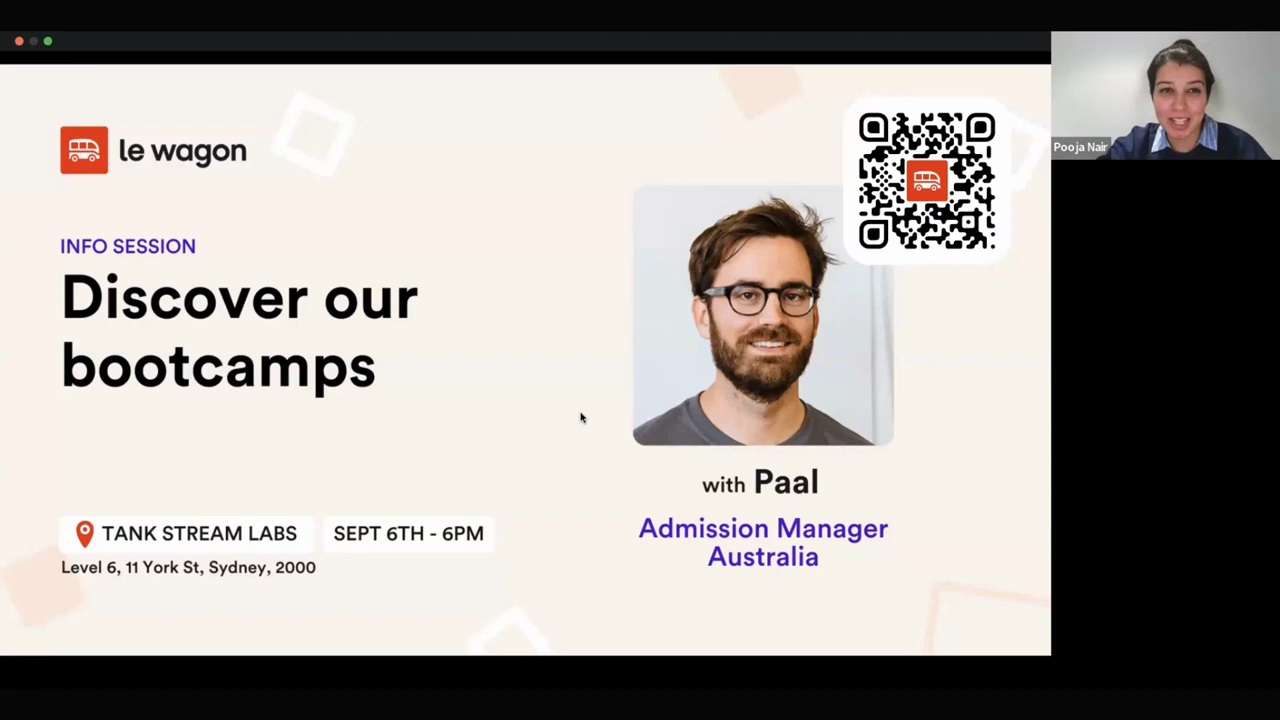 le wagon
INFO SESSION
Discover our
bootcamps
TANK STREAM LABS
SEPT 6TH - 6PM
Level 6, 11 York St, Sydney, 2000
with Paal
Admission Manager
Australia
Pooja Nair